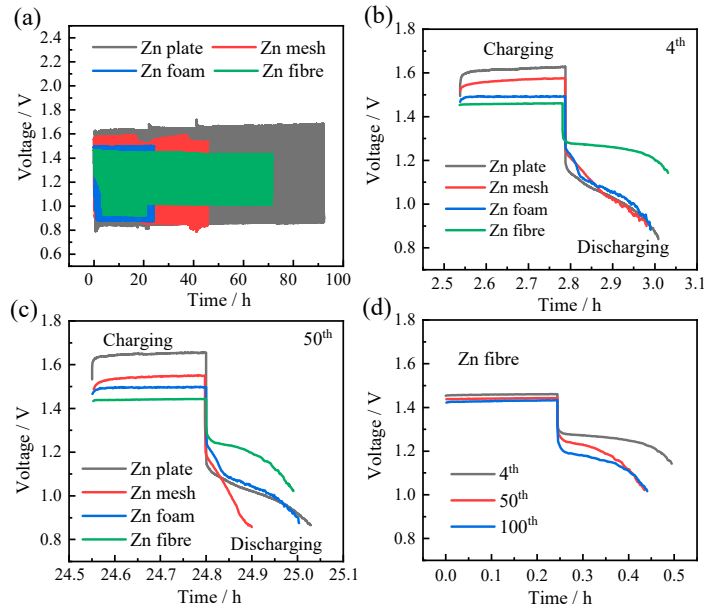 (a)
Zn plate Zn mesh
Zn foam Zn fibre
Voltage / V
2.4
2.2
2.0
1.8
1.6
1.4
1.2
1.0
0.8
0.6
0 20 40 60 80 100
Time / h
(b)
Charging
4th
Zn plate
Zn mesh
Zn foam
Zn fibre
Discharging
Voltage / V
1.8
1.6
1.4
1.2
1.0
0.8
2.5 2.6 2.7 2.8 2.9 3.0 3.1
Time / h
(c)
Charging
50th
Zn plate
Zn mesh
Zn foam
Zn fibre
Discharging
Voltage / V
1.8
1.6
1.4
1.2
1.0
0.8
24.5 24.6 24.7 24.8 24.9 25.0 25.1
Time / h
(d)
Zn fibre
4th
50th
100th
Voltage / V
1.8
1.6
1.4
1.2
1.0
0.8
0.0 0.1 0.2 0.3 0.4 0.5
Time / h